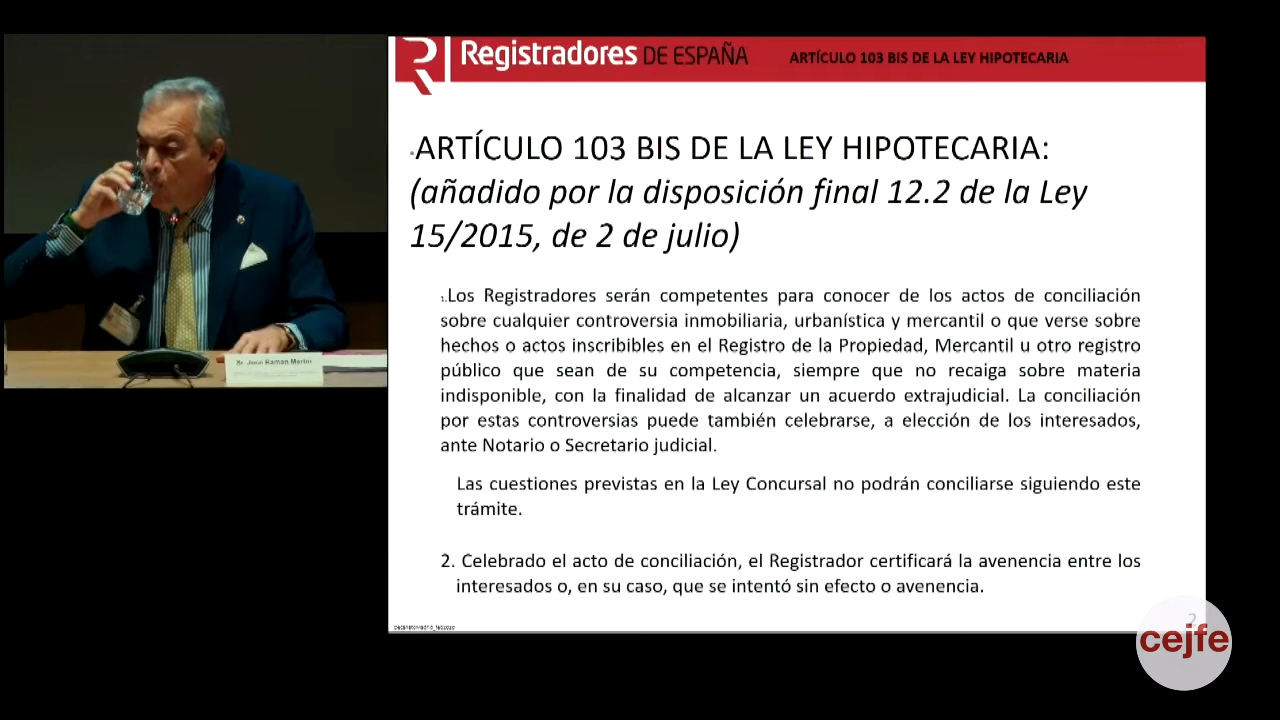 Registradores DE ESPAÑA
ARTÍCULO 103 BIS DE LA LEY HIPOTECARIA
ARTÍCULO 103 BIS DE LA LEY HIPOTECARIA:
(añadido por la disposición final 12.2 de la Ley
15/2015, de 2 de julio)
1.Los Registradores serán competentes para conocer de los actos de conciliación
sobre cualquier controversia inmobiliaria, urbanística y mercantil o que verse sobre
hechos o actos inscribibles en el Registro de la Propiedad, Mercantil u otro registro
público que sean de su competencia, siempre que no recaiga sobre materia
indisponible, con la finalidad de alcanzar un acuerdo extrajudicial. La conciliación
por estas controversias puede también celebrarse, a elección de los interesados,
ante Notario o Secretario judicial.
Las cuestiones previstas en la Ley Concursal no podrán conciliarse siguiendo este
trámite.
2. Celebrado el acto de conciliación, el Registrador certificará la avenencia entre los
interesados o, en su caso, que se intentó sin efecto o avenencia.
2
cejfe
Sr. José Raman Martín